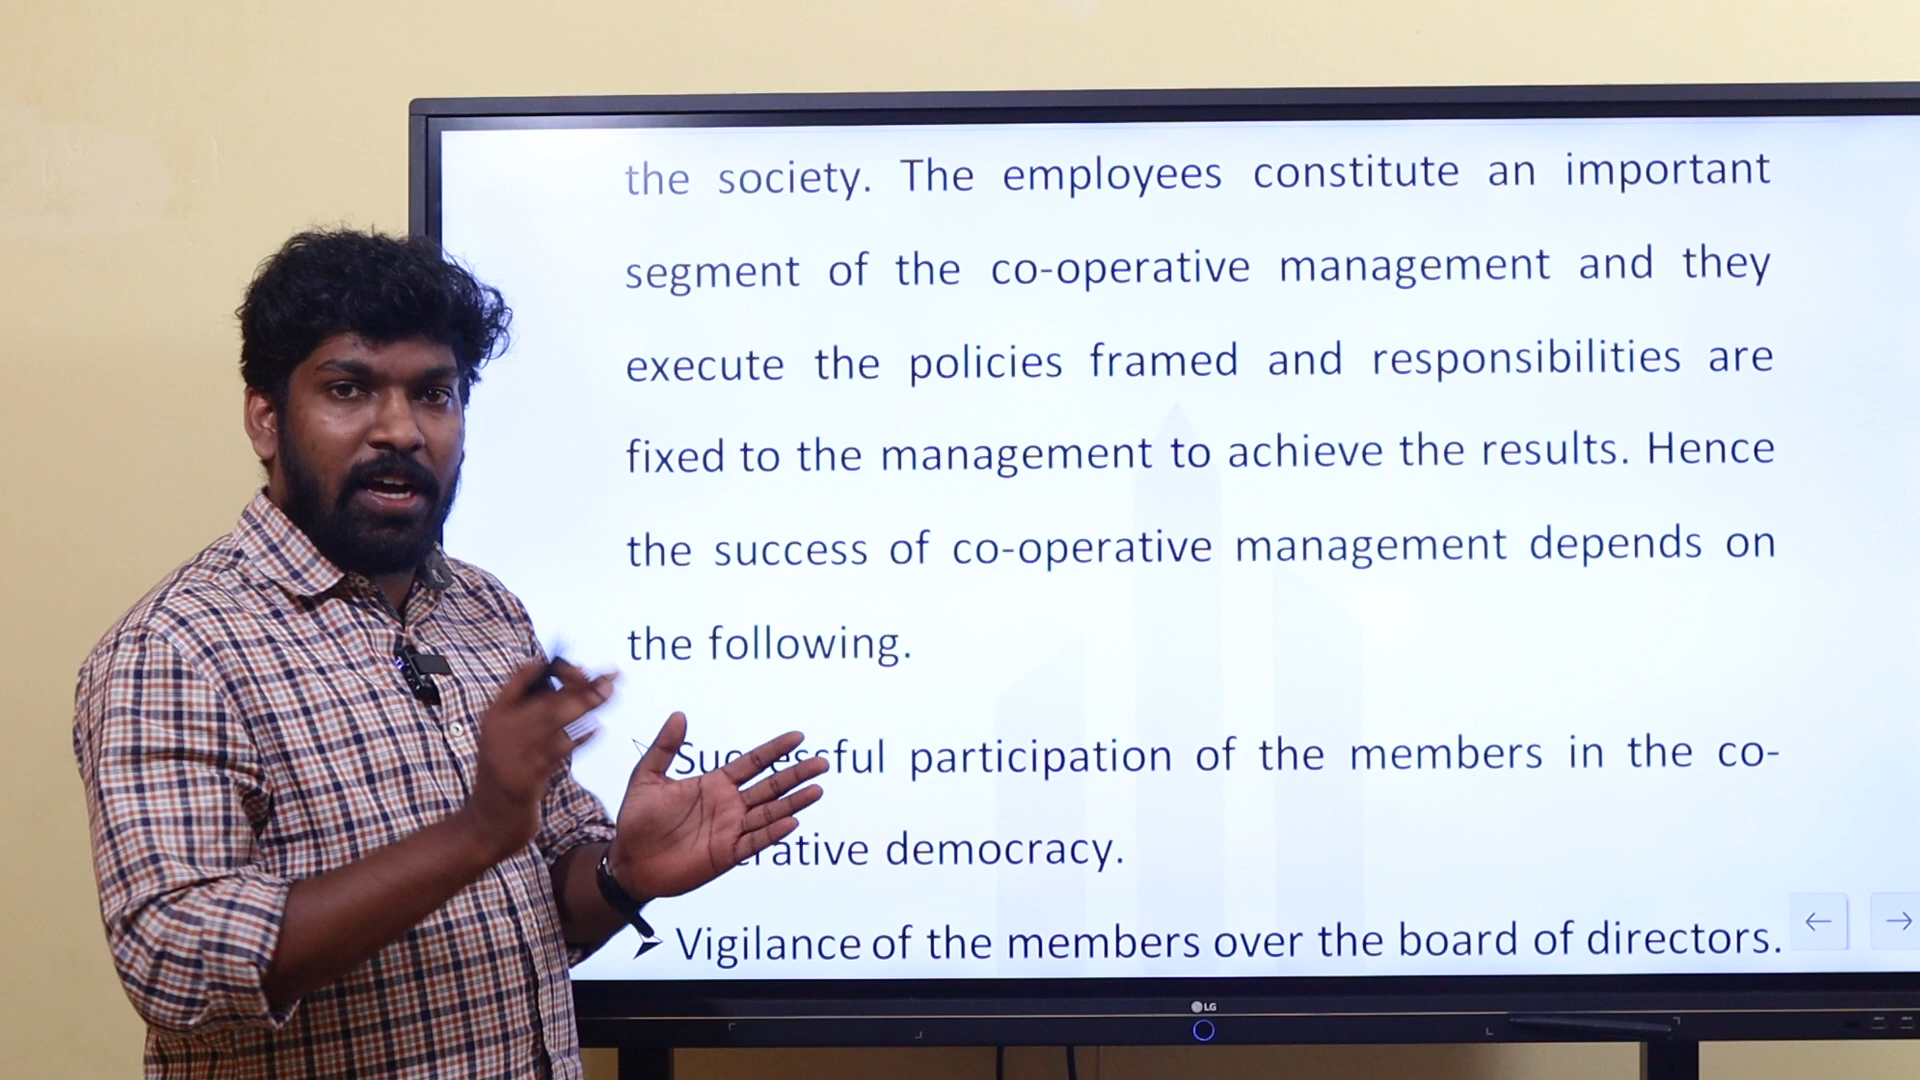 the society. The employees constitute an important
segment of the co-operative management and they
execute the policies framed and responsibilities are
fixed to the management to achieve the results. Hence
the success of co-operative management depends on
the following.
participation of the members in the co-
democracy.
Vigilance of the members over the board of directors.
LG